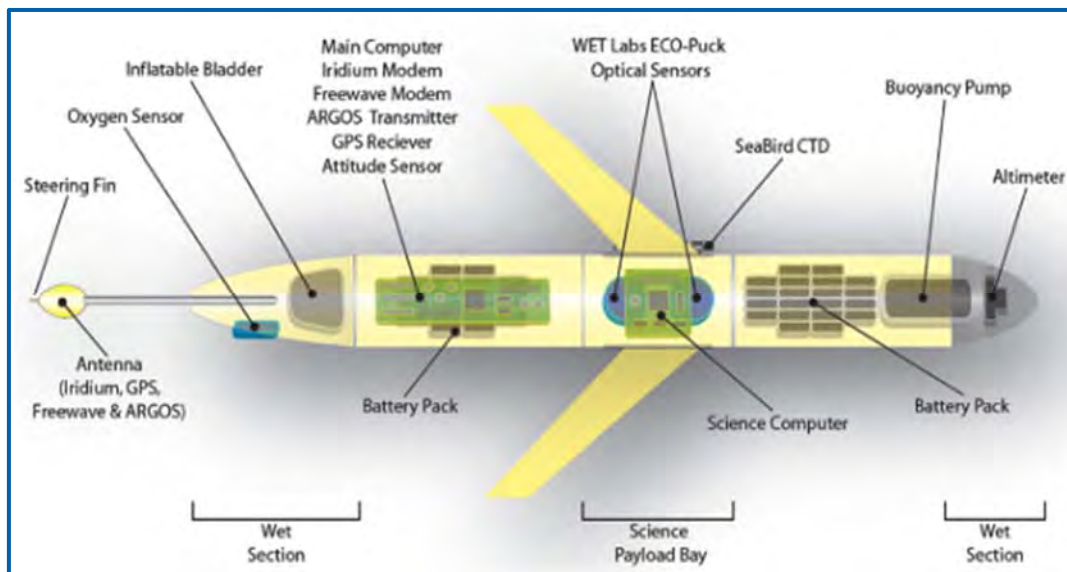 Main Computer
Iridium Modem
Freewave Modem
ARGOS Transmitter
GPS Reciever
Attitude Sensor
Inflatable Bladder
Oxygen Sensor
Steering Fin
WET Labs ECO-Puck
Optical Sensors
Buoyancy Pump
SeaBird CTD
Altimeter
Antenna
(Iridium, GPS,
Freewave & ARGOS)
Battery Pack
Science Computer
Battery Pack
Wet
Section
Science
Payload Bay
Wet
Section